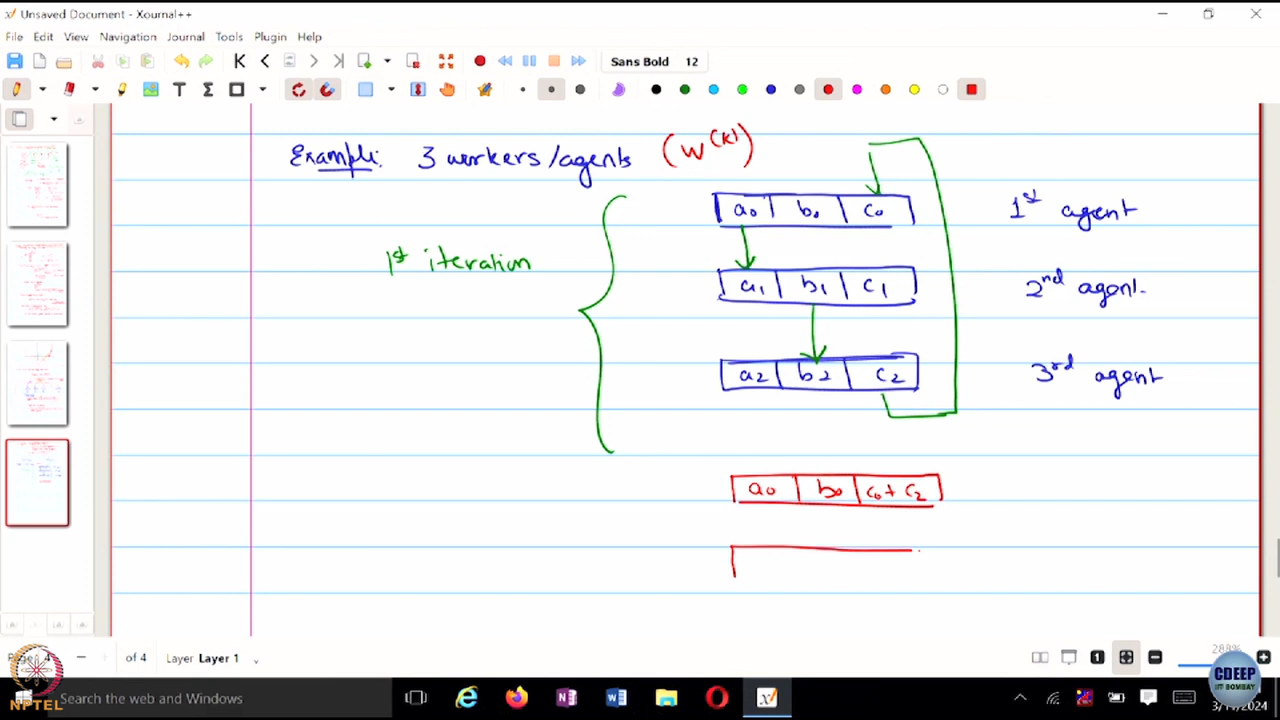 Unsaved Document - Xournal++
File Edit View Navigation Journal Tools Plugin Help
Sans Bold 12
Example: 3 workers/agents (w^(k))
a0 b0 c0 1st agent
1st iteration
a1 b1 c1 2nd agent.
a2 b2 c2 3rd agent
a0 b0 c0+c2
of 4 Layer Layer 1
288%
Search the web and Windows
NPTEL
CDEEP
IIT BOMBAY